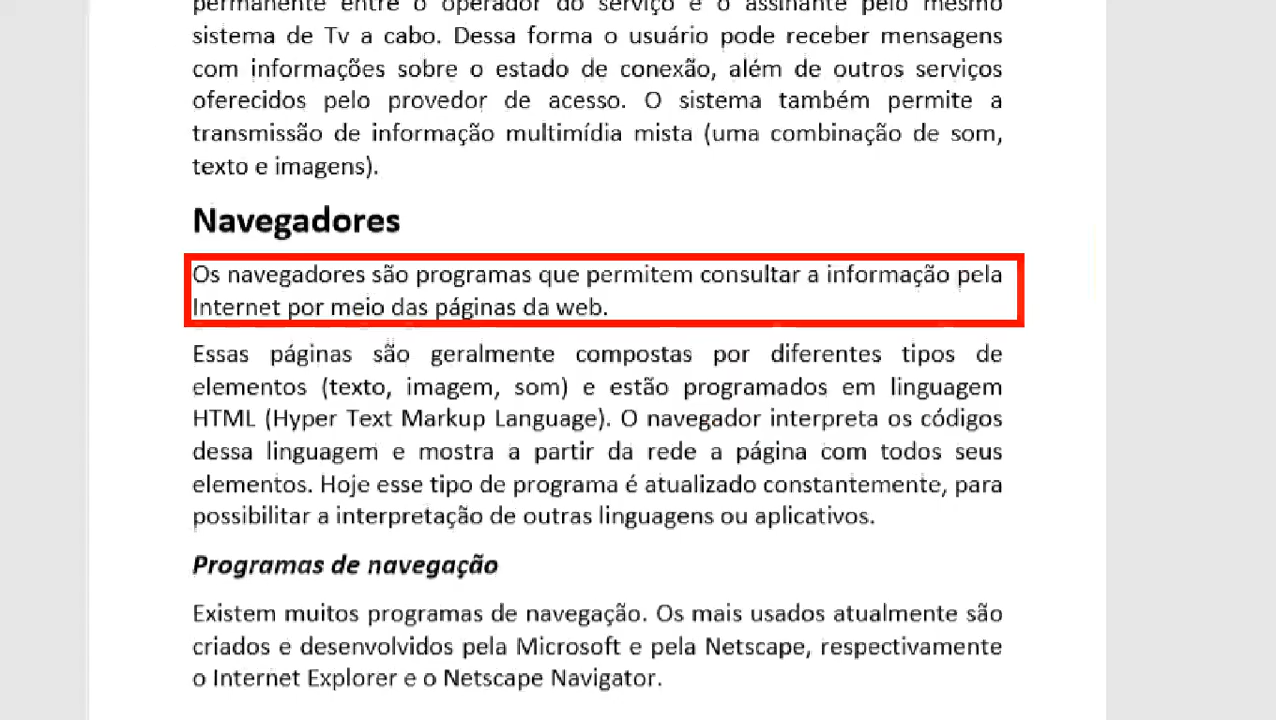 permanente entre o operador do serviço e o assinante pelo mesmo
sistema de Tv a cabo. Dessa forma o usuário pode receber mensagens
com informações sobre o estado de conexão, além de outros serviços
oferecidos pelo provedor de acesso. O sistema também permite a
transmissão de informação multimídia mista (uma combinação de som,
texto e imagens).
Navegadores
Os navegadores são programas que permitem consultar a informação pela
Internet por meio das páginas da web.
Essas páginas são geralmente compostas por diferentes tipos de
elementos (texto, imagem, som) e estão programados em linguagem
HTML (Hyper Text Markup Language). O navegador interpreta os códigos
dessa linguagem e mostra a partir da rede a página com todos seus
elementos. Hoje esse tipo de programa é atualizado constantemente, para
possibilitar a interpretação de outras linguagens ou aplicativos.
Programas de navegação
Existem muitos programas de navegação. Os mais usados atualmente são
criados e desenvolvidos pela Microsoft e pela Netscape, respectivamente
o Internet Explorer e o Netscape Navigator.